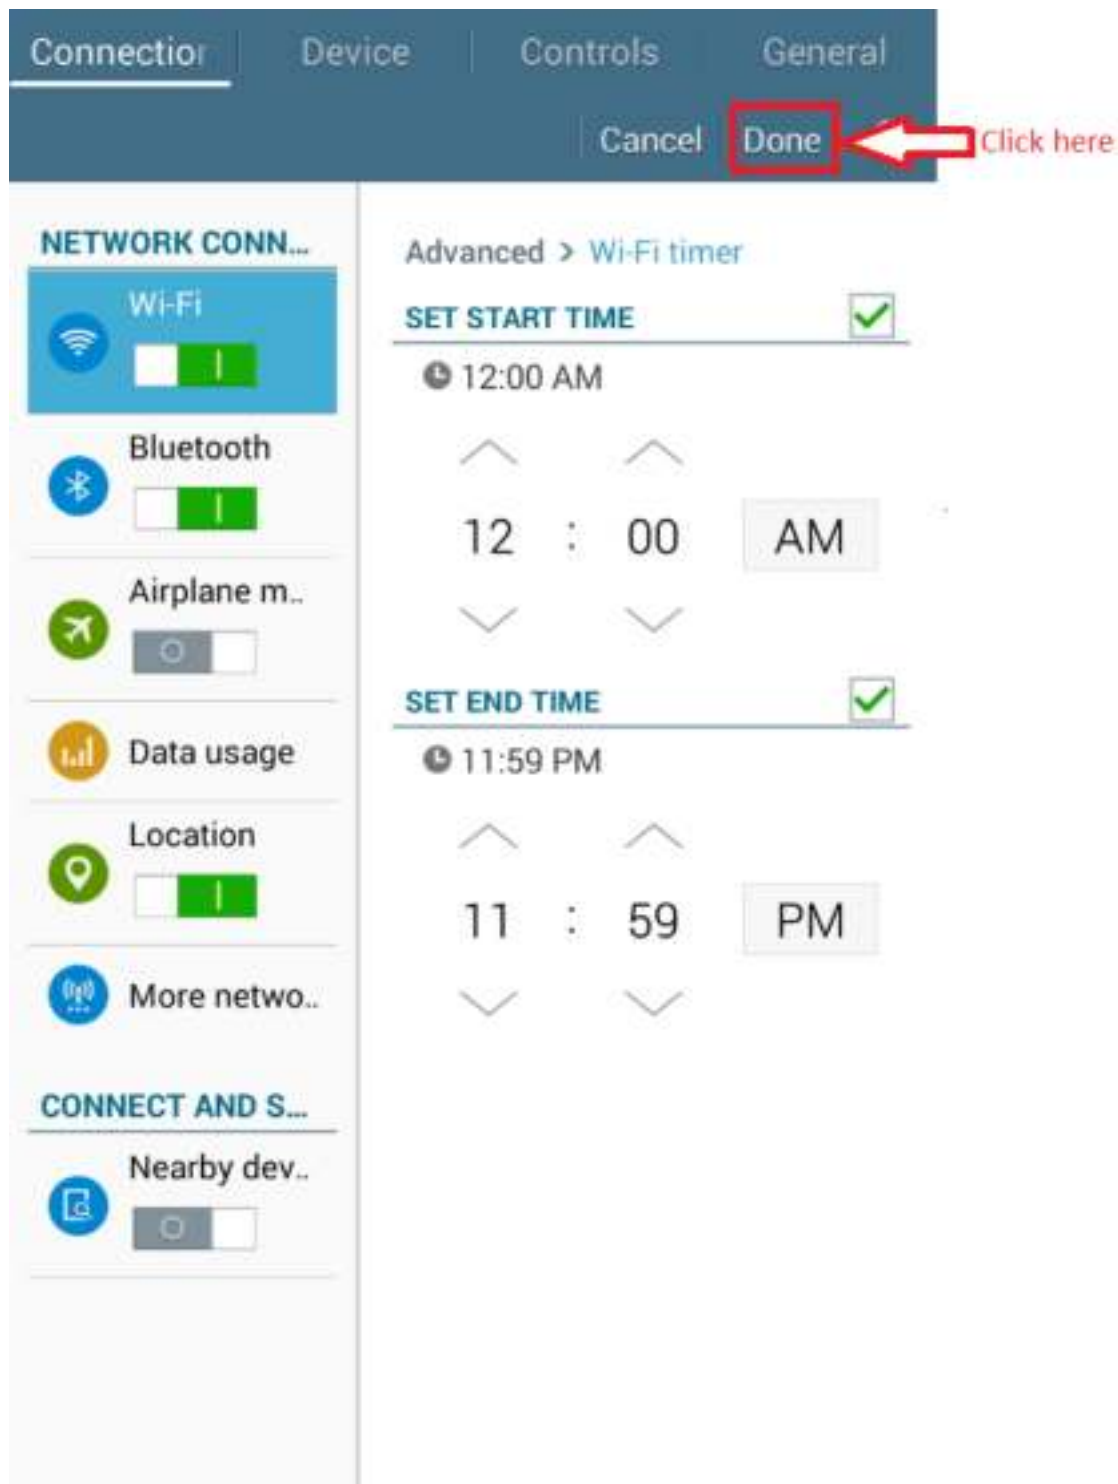 Connection Device Controls General
Cancel Done Click here
NETWORK CONN...
Wi-Fi
Bluetooth
Airplane m..
Data usage
Location
More netwo..
CONNECT AND S...
Nearby dev..
Advanced > Wi-Fi timer
SET START TIME
12:00 AM
12 : 00 AM
SET END TIME
11:59 PM
11 : 59 PM